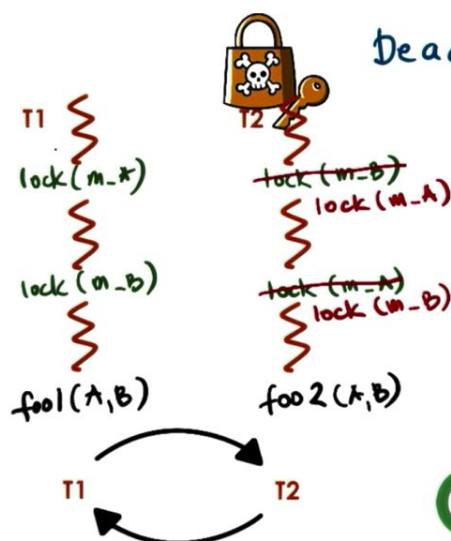 Dea
T1
T2
lock (m_A)
lock (m_B)
lock (m_A)
lock (m_B)
lock (m_A)
lock (m_B)
foo1(A,B)
foo2(A,B)
T1
T2